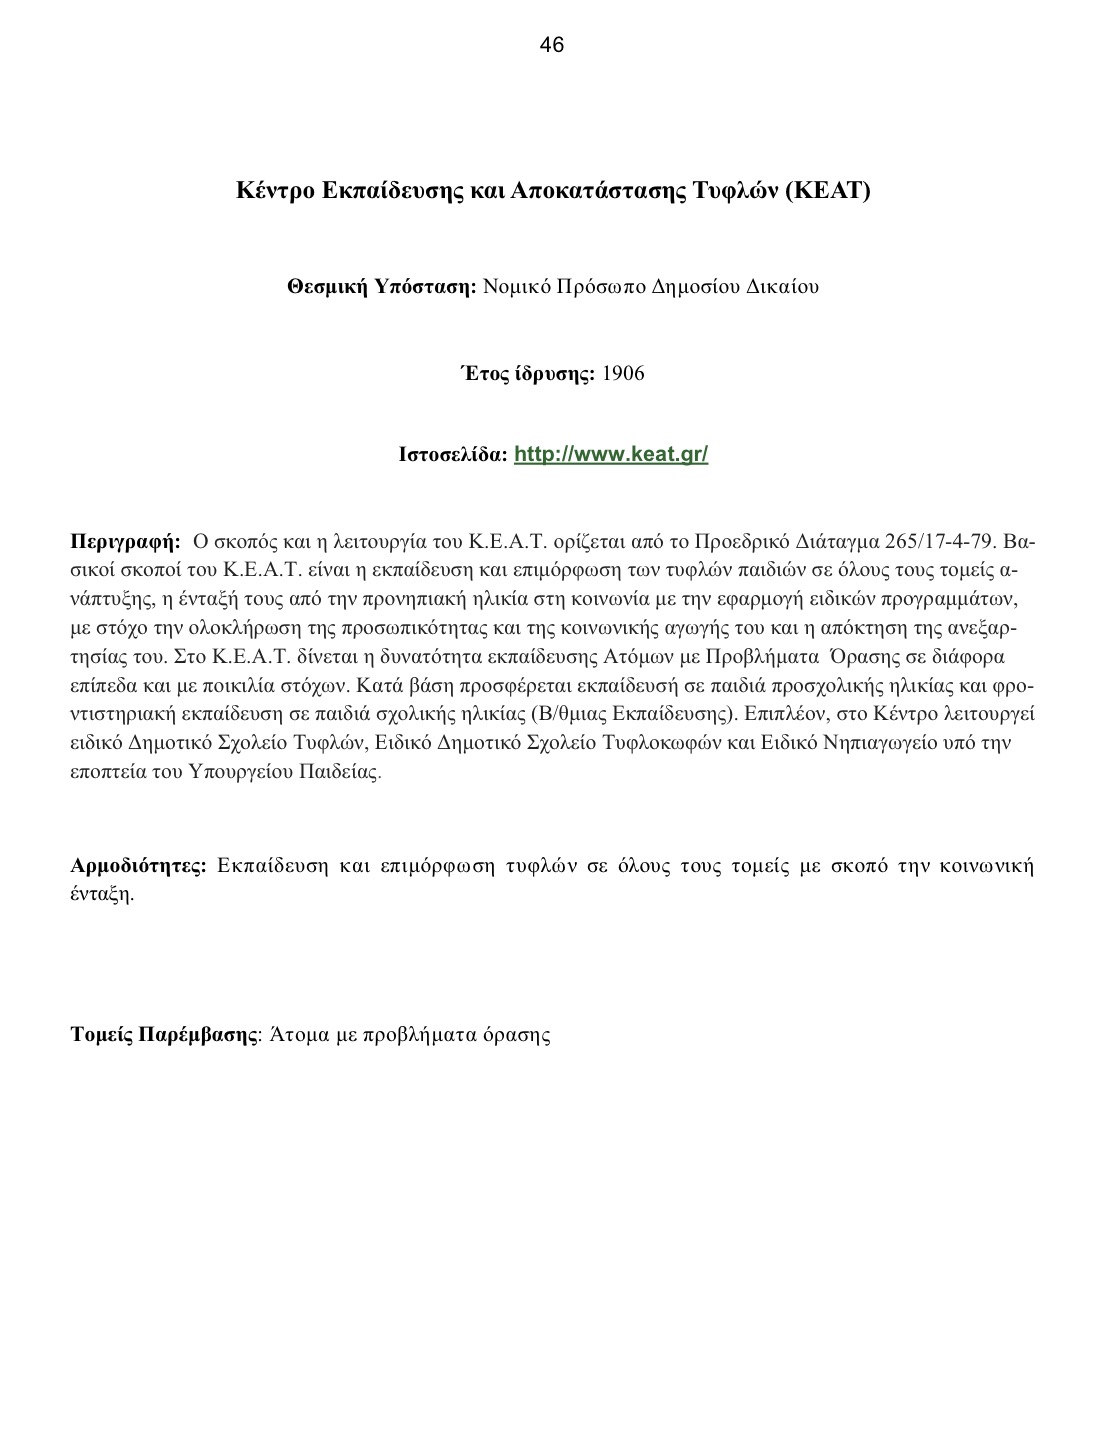 46
Κέντρο Εκπαίδευσης και Αποκατάστασης Τυφλών (ΚΕΑΤ)
Θεσμική Υπόσταση: Νομικό Πρόσωπο Δημοσίου Δικαίου
Έτος ίδρυσης: 1906
Ιστοσελίδα: http://www.keat.gr/
Περιγραφή:  Ο σκοπός και η λειτουργία του Κ.Ε.Α.Τ. ορίζεται από το Προεδρικό Διάταγμα 265/17-4-79. Βα-
σικοί σκοποί του Κ.Ε.Α.Τ. είναι η εκπαίδευση και επιμόρφωση των τυφλών παιδιών σε όλους τους τομείς α-
νάπτυξης, η ένταξή τους από την προνηπιακή ηλικία στη κοινωνία με την εφαρμογή ειδικών προγραμμάτων,
με στόχο την ολοκλήρωση της προσωπικότητας και της κοινωνικής αγωγής του και η απόκτηση της ανεξαρ-
τησίας του. Στο Κ.Ε.Α.Τ. δίνεται η δυνατότητα εκπαίδευσης Ατόμων με Προβλήματα  Όρασης σε διάφορα
επίπεδα και με ποικιλία στόχων. Κατά βάση προσφέρεται εκπαίδευσή σε παιδιά προσχολικής ηλικίας και φρο-
ντιστηριακή εκπαίδευση σε παιδιά σχολικής ηλικίας (Β/θμιας Εκπαίδευσης). Επιπλέον, στο Κέντρο λειτουργεί
ειδικό Δημοτικό Σχολείο Τυφλών, Ειδικό Δημοτικό Σχολείο Τυφλοκωφών και Ειδικό Νηπιαγωγείο υπό την
εποπτεία του Υπουργείου Παιδείας.
Αρμοδιότητες: Εκπαίδευση και επιμόρφωση τυφλών σε όλους τους τομείς με σκοπό την κοινωνική
ένταξη.
Τομείς Παρέμβασης: Άτομα με προβλήματα όρασης